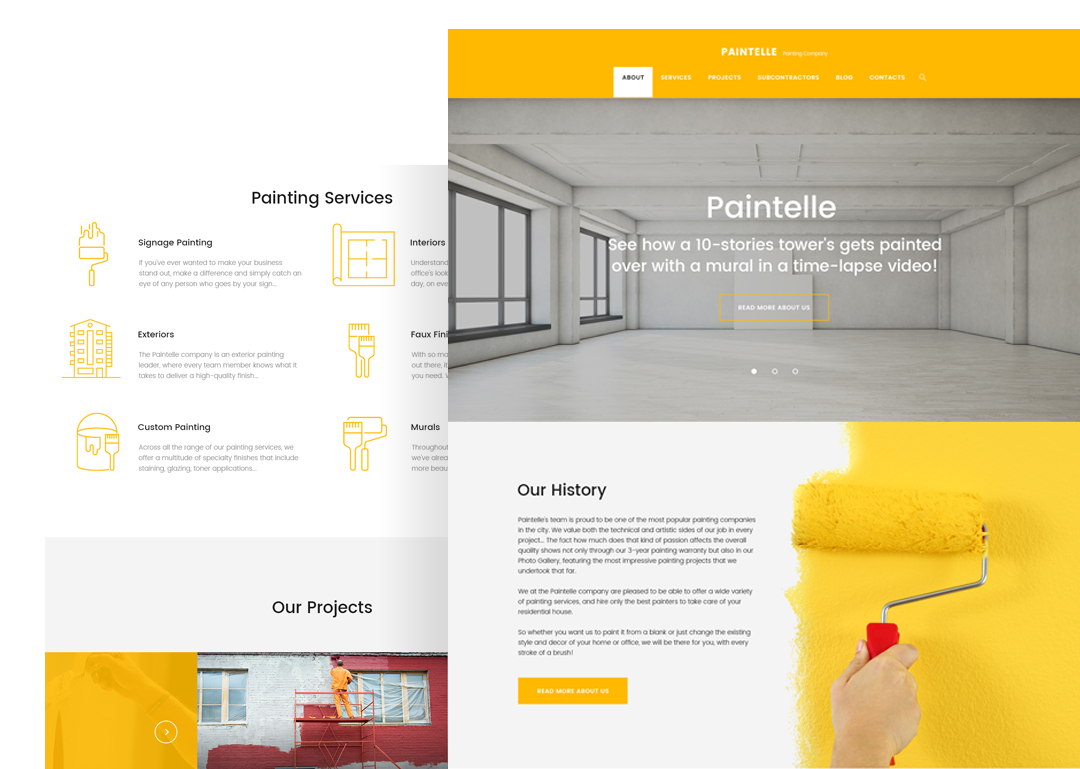 PAINTELLE Painting Company
ABOUT SERVICES PROJECTS SUBCONTRACTORS BLOG CONTACTS
Paintelle
See how a 10-stories tower's gets painted
over with a mural in a time-lapse video!
READ MORE ABOUT US
Our History
Paintelle's team is proud to be one of the most popular painting companies
in the city. We value both the technical and artistic sides of our job in every
project... The fact how much does that kind of passion affects the overall
quality shows not only through our 3-year painting warranty but also in our
Photo Gallery, featuring the most impressive painting projects that we
undertook that far.
We at the Paintelle company are pleased to be able to offer a wide variety
of painting services, and hire only the best painters to take care of your
residential house.
So whether you want us to paint it from a blank or just change the existing
style and decor of your home or office, we will be there for you, with every
stroke of a brush!
READ MORE ABOUT US
Painting Services
Signage Painting
If you've ever wanted to make your business
stand out, make a difference and simply catch an
eye of any person who goes by your sign...
Interiors
Understand
office's look
day, on eve
Exteriors
The Paintelle company is an exterior painting
leader, where every team member knows what it
takes to deliver a high-quality finish...
Faux Fini
With so ma
out there, it
you need.
Custom Painting
Across all the range of our painting services, we
offer a multitude of specialty finishes that include
staining, glazing, toner applications...
Murals
Throughout
we've alrea
more beau
Our Projects